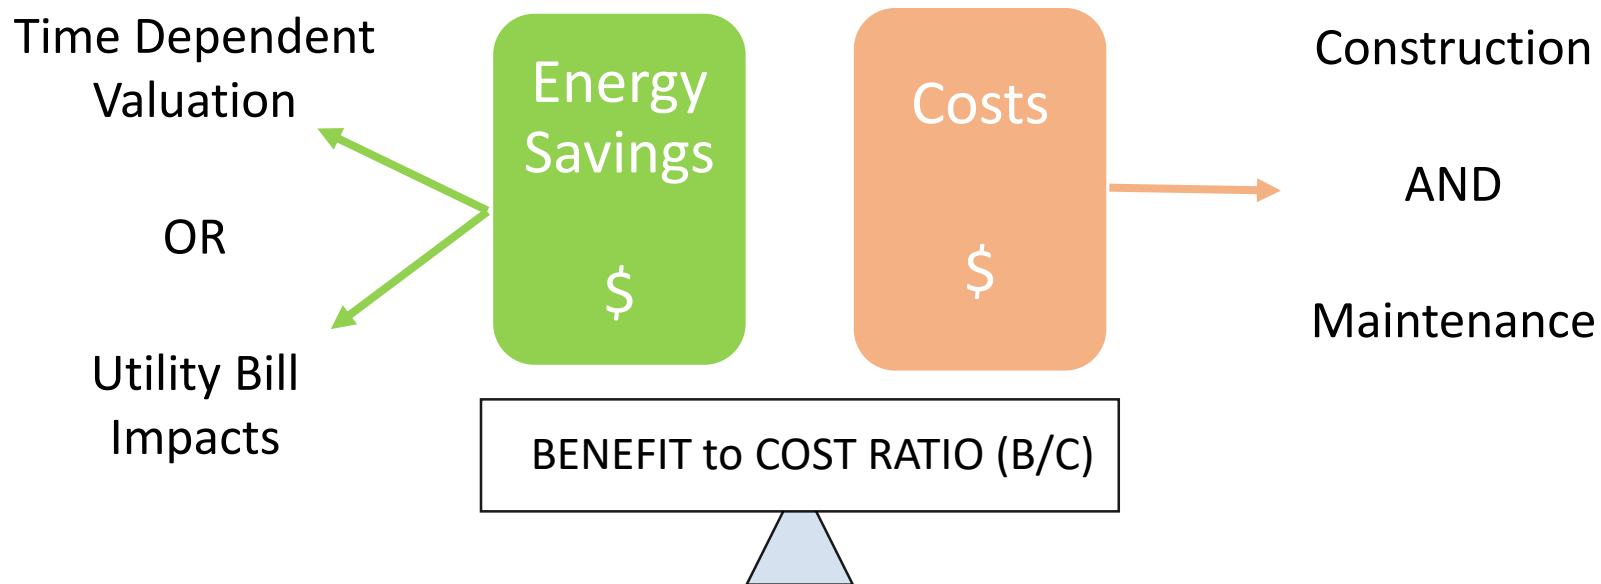 Time Dependent
Valuation
OR
Utility Bill
Impacts
Energy
Savings
$
Costs
$
Construction
AND
Maintenance
BENEFIT to COST RATIO (B/C)